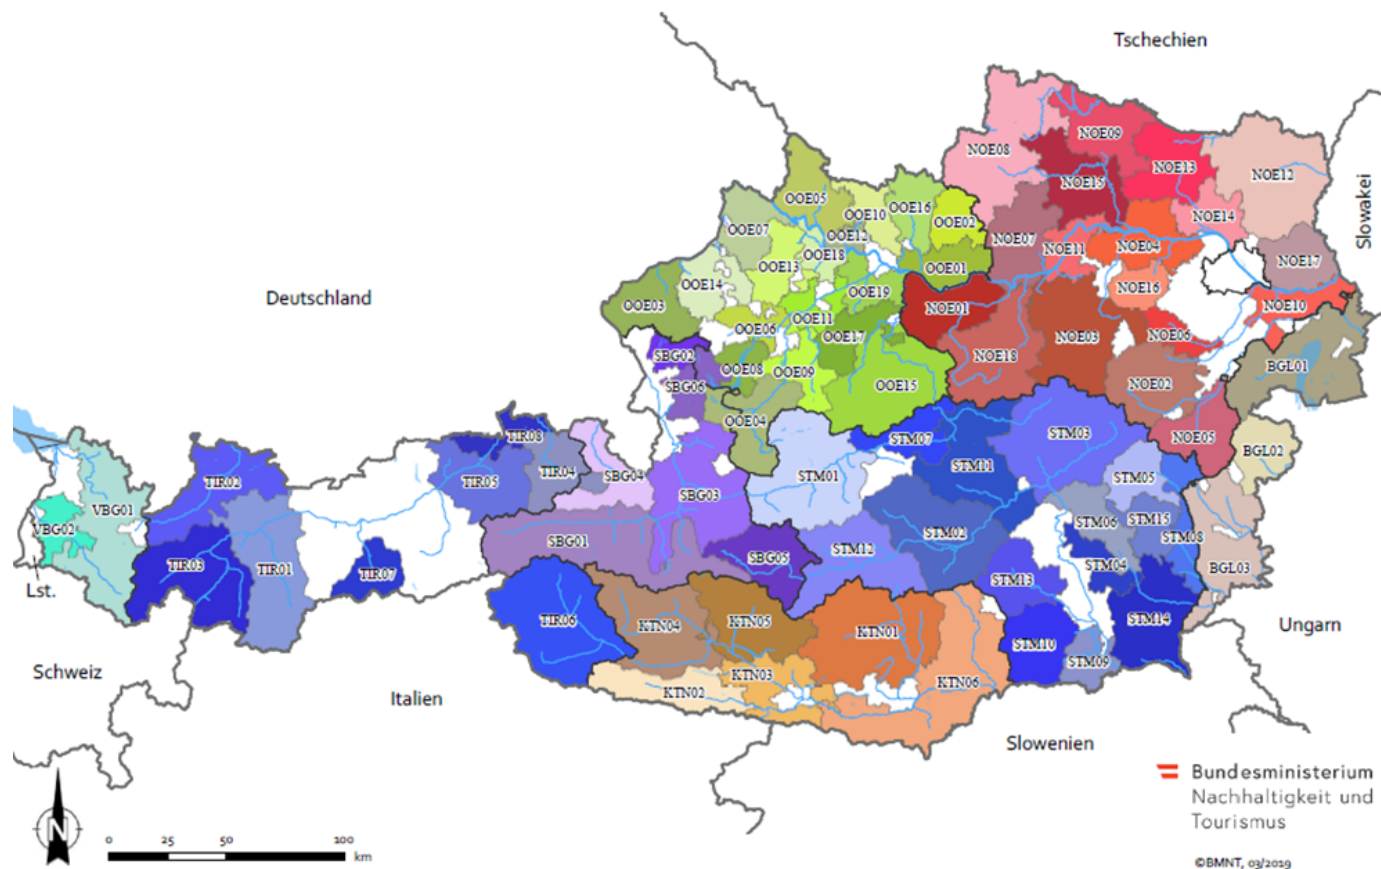 Tschechien
Slowakei
Deutschland
NOE09
NOE08
NOE13
NOE12
NOE15
OOE05
OOE10
OOE16
OOE02
NOE14
OOE07
OOE12
NOE07
NOE11
NOE04
OOE18
OOE13
OOE01
NOE17
OOE14
NOE16
OOE19
OOE03
NOE01
NOE10
OOE11
OOE06
OOE17
NOE06
NOE03
SBG02
NOE18
OOE08
OOE09
BGL01
SBG06
OOE15
NOE02
OOE04
STM03
TIR08
STM07
NOE05
BGL02
STM11
TIR04
SBG04
STM01
STM05
TIR02
TIR05
SBG03
VBG01
STM06
STM15
VBG02
STM02
STM08
SBG01
STM12
SBG05
TIR03
TIR01
TIR07
STM04
BGL03
STM13
Lst.
TIR06
KTN04
KTN05
KTN01
STM14
Ungarn
STM10
STM09
Schweiz
KTN03
KTN06
KTN02
Italien
Slowenien
N
0 25 50 100
km
Bundesministerium
Nachhaltigkeit und
Tourismus
©BMNT, 03/2019